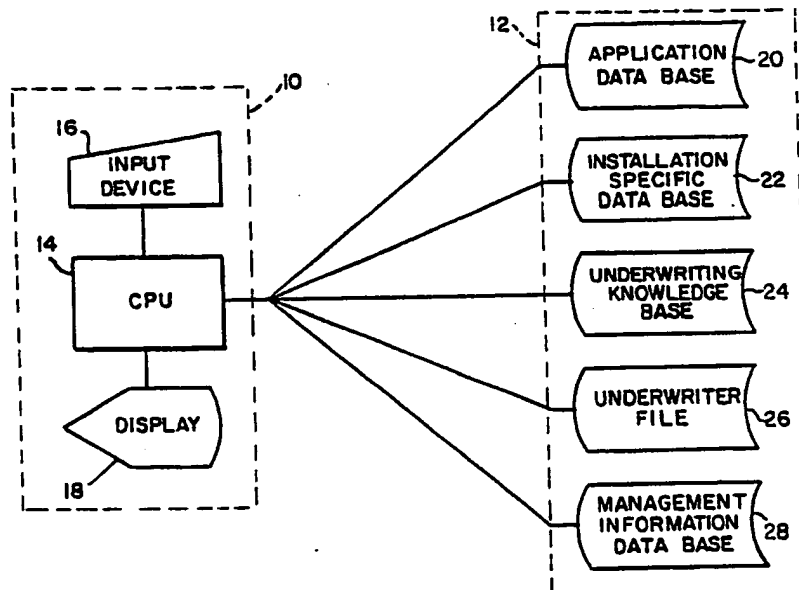 10
16
INPUT
DEVICE
14
CPU
DISPLAY
18
12
APPLICATION
DATA BASE
20
INSTALLATION
SPECIFIC
DATA BASE
22
UNDERWRITING
KNOWLEDGE
BASE
24
UNDERWRITER
FILE
26
MANAGEMENT
INFORMATION
DATA BASE
28